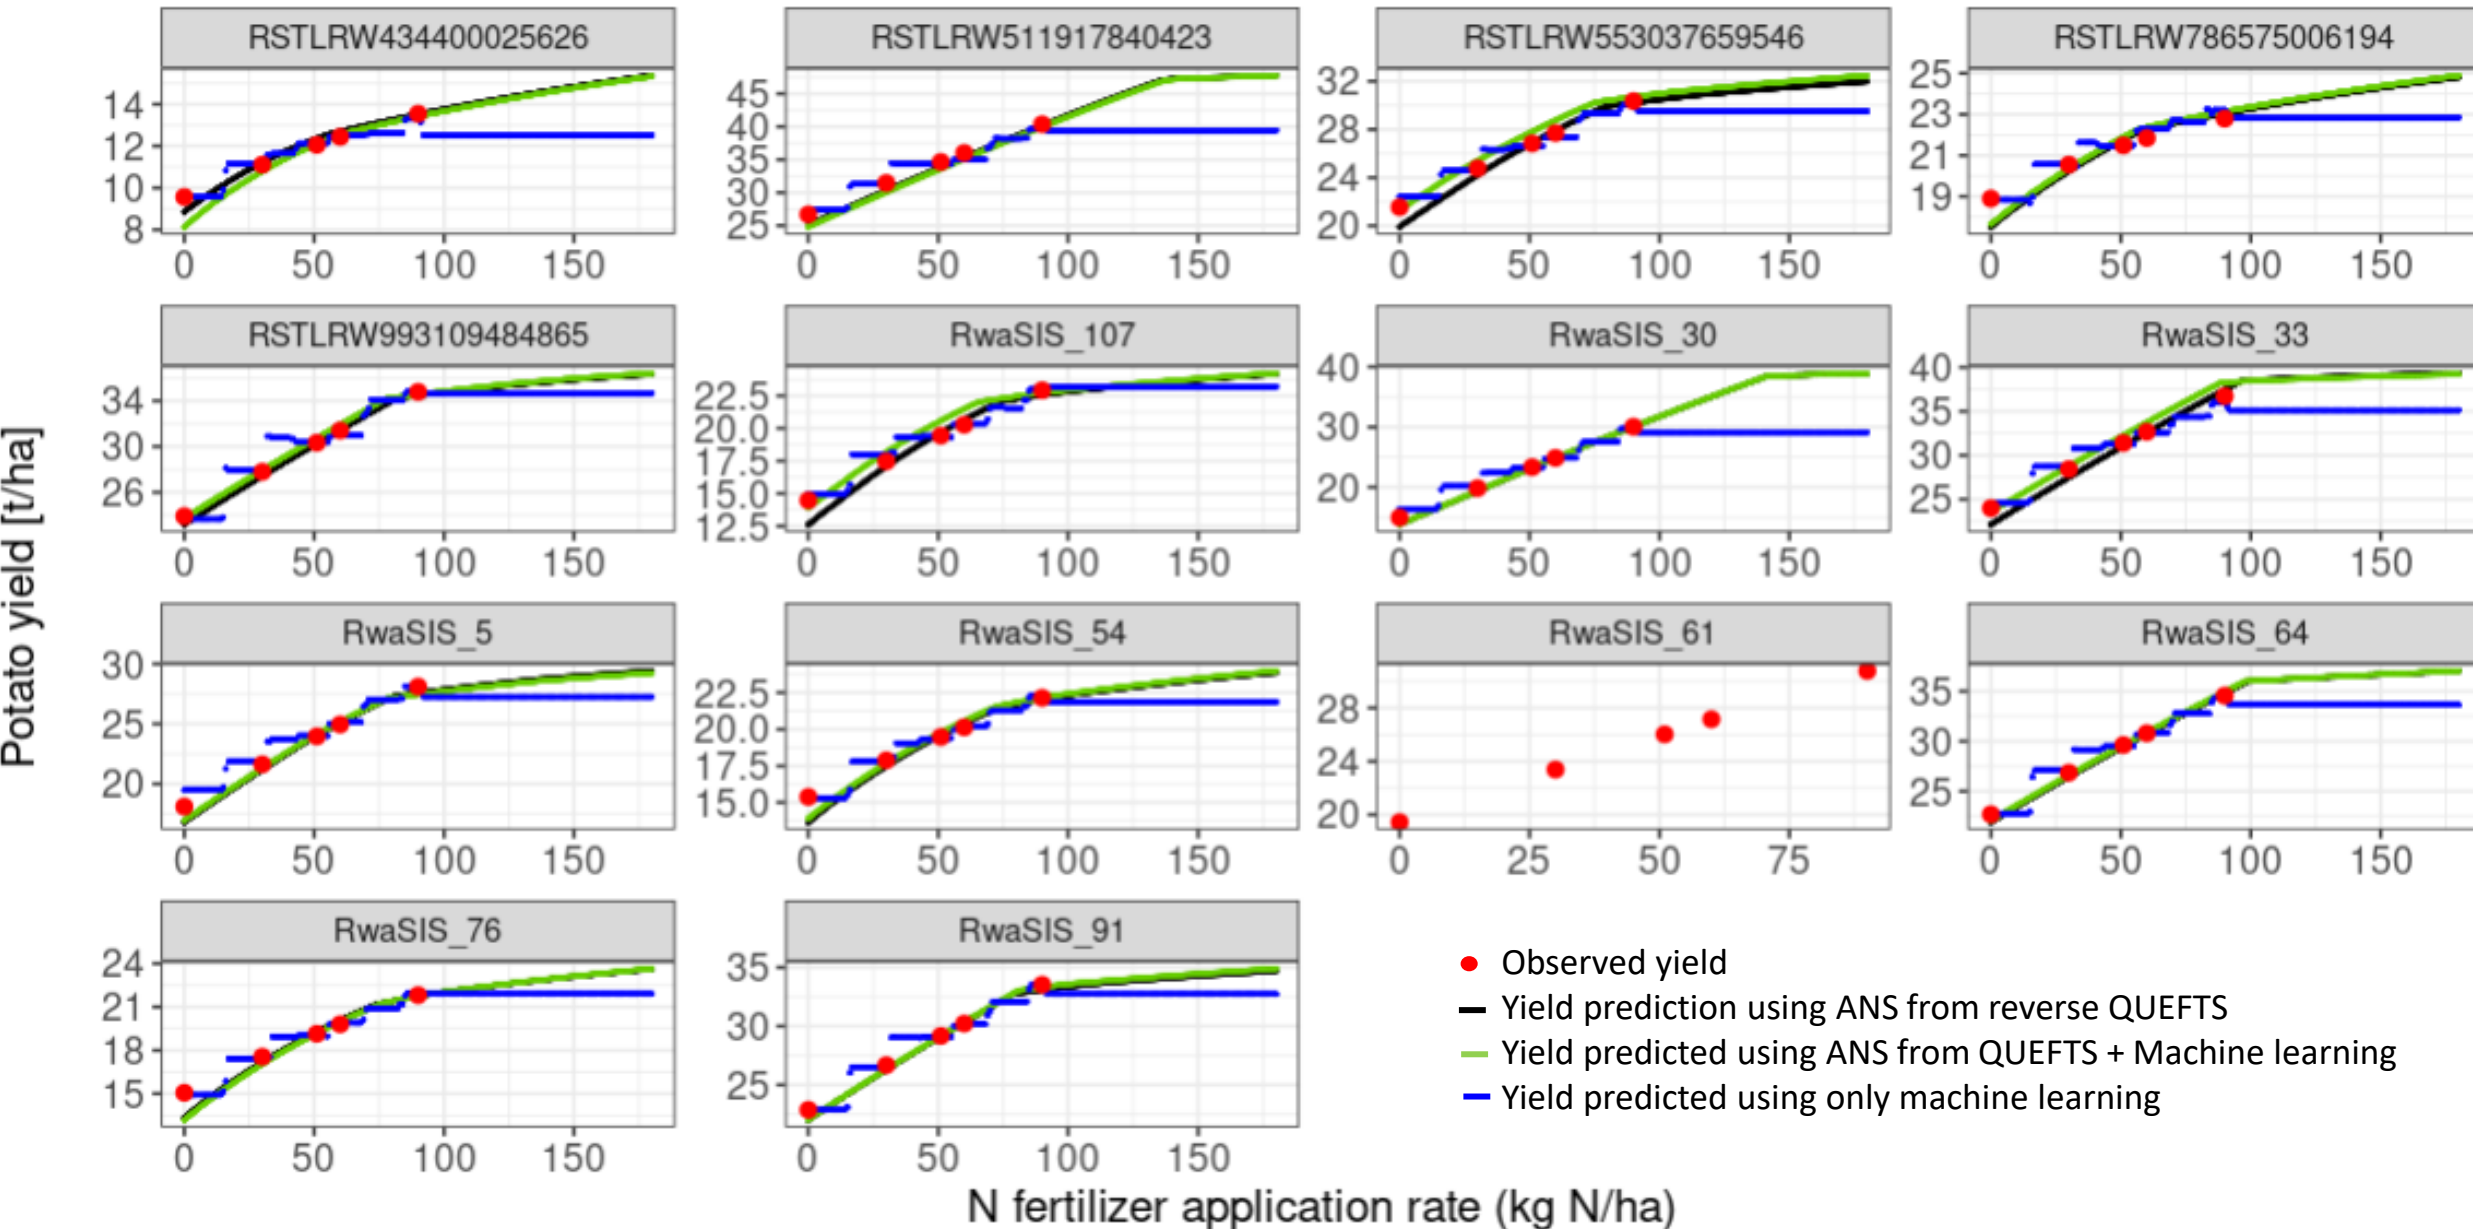 RSTLRW434400025626 RSTLRW511917840423 RSTLRW553037659546 RSTLRW786575006194
14 12 10 8
45 40 35 30 25
32 28 24 20
25 23 21 19
0 50 100 150 0 50 100 150 0 50 100 150 0 50 100 150
RSTLRW993109484865 RwaSIS_107 RwaSIS_30 RwaSIS_33
34 30 26
22.5 20.0 17.5 15.0 12.5
40 30 20
40 35 30 25
0 50 100 150 0 50 100 150 0 50 100 150 0 50 100 150
Potato yield [t/ha]
RwaSIS_5 RwaSIS_54 RwaSIS_61 RwaSIS_64
30 25 20
22.5 20.0 17.5 15.0
28 24 20
35 30 25
0 50 100 150 0 50 100 150 0 25 50 75 0 50 100 150
RwaSIS_76 RwaSIS_91
24 21 18 15
35 30 25
0 50 100 150 0 50 100 150
Observed yield
Yield prediction using ANS from reverse QUEFTS
Yield predicted using ANS from QUEFTS + Machine learning
Yield predicted using only machine learning
N fertilizer application rate (kg N/ha)